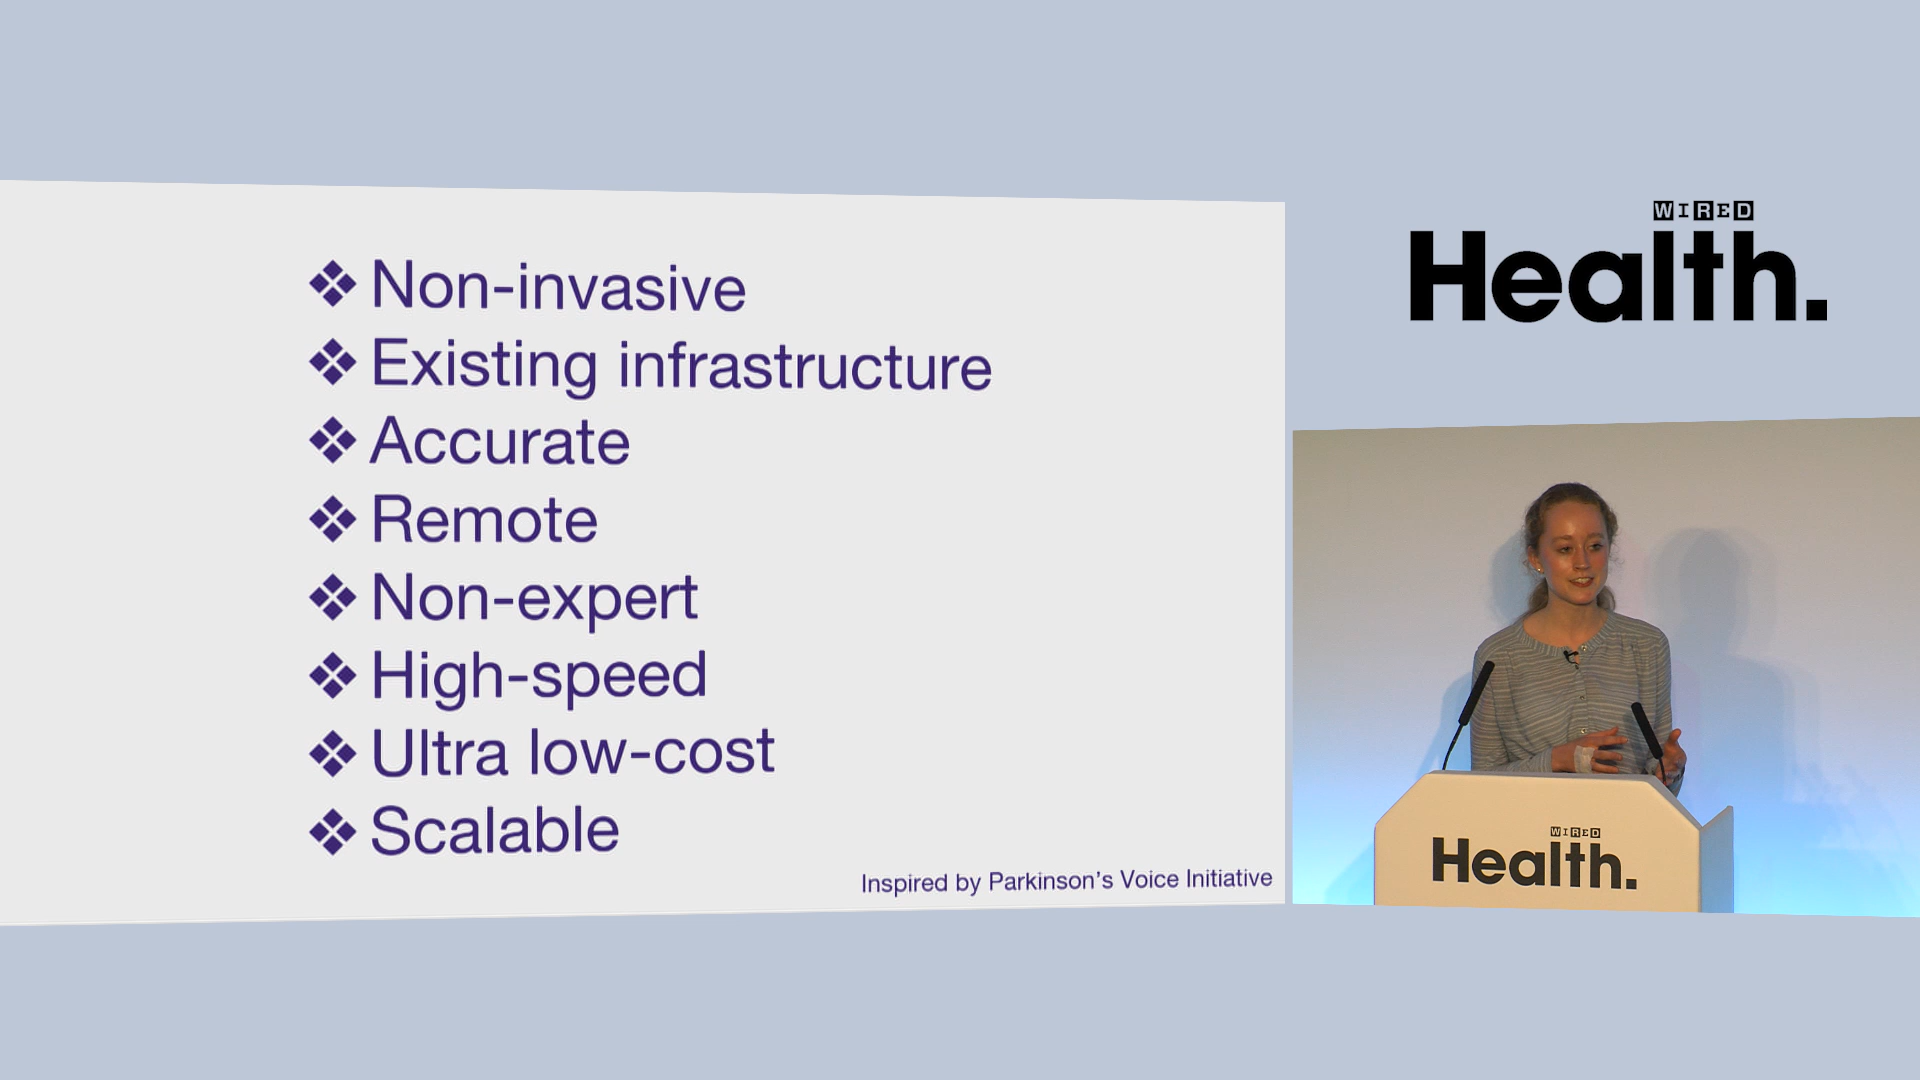 Non-invasive
Existing infrastructure
Accurate
Remote
Non-expert
High-speed
Ultra low-cost
Scalable
Inspired by Parkinson's Voice Initiative
WIRED
Health.
WIRED
Health.